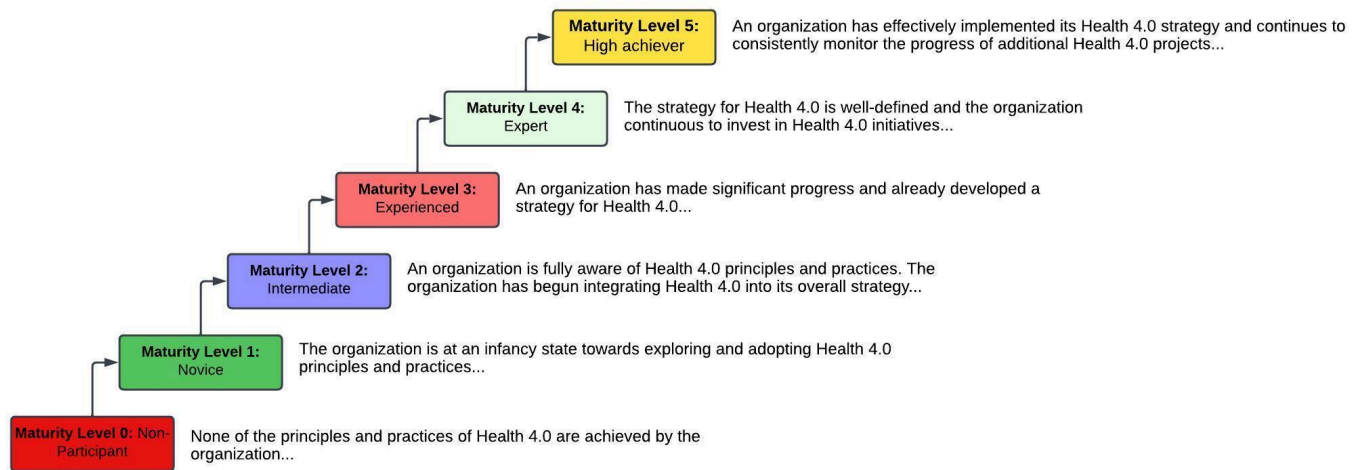 Maturity Level 5:
High achiever
An organization has effectively implemented its Health 4.0 strategy and continues to
consistently monitor the progress of additional Health 4.0 projects...
Maturity Level 4:
Expert
The strategy for Health 4.0 is well-defined and the organization
continuous to invest in Health 4.0 initiatives...
Maturity Level 3:
Experienced
An organization has made significant progress and already developed a
strategy for Health 4.0...
Maturity Level 2:
Intermediate
An organization is fully aware of Health 4.0 principles and practices. The
organization has begun integrating Health 4.0 into its overall strategy...
Maturity Level 1:
Novice
The organization is at an infancy state towards exploring and adopting Health 4.0
principles and practices...
Maturity Level 0: Non-
Participant
None of the principles and practices of Health 4.0 are achieved by the
organization...